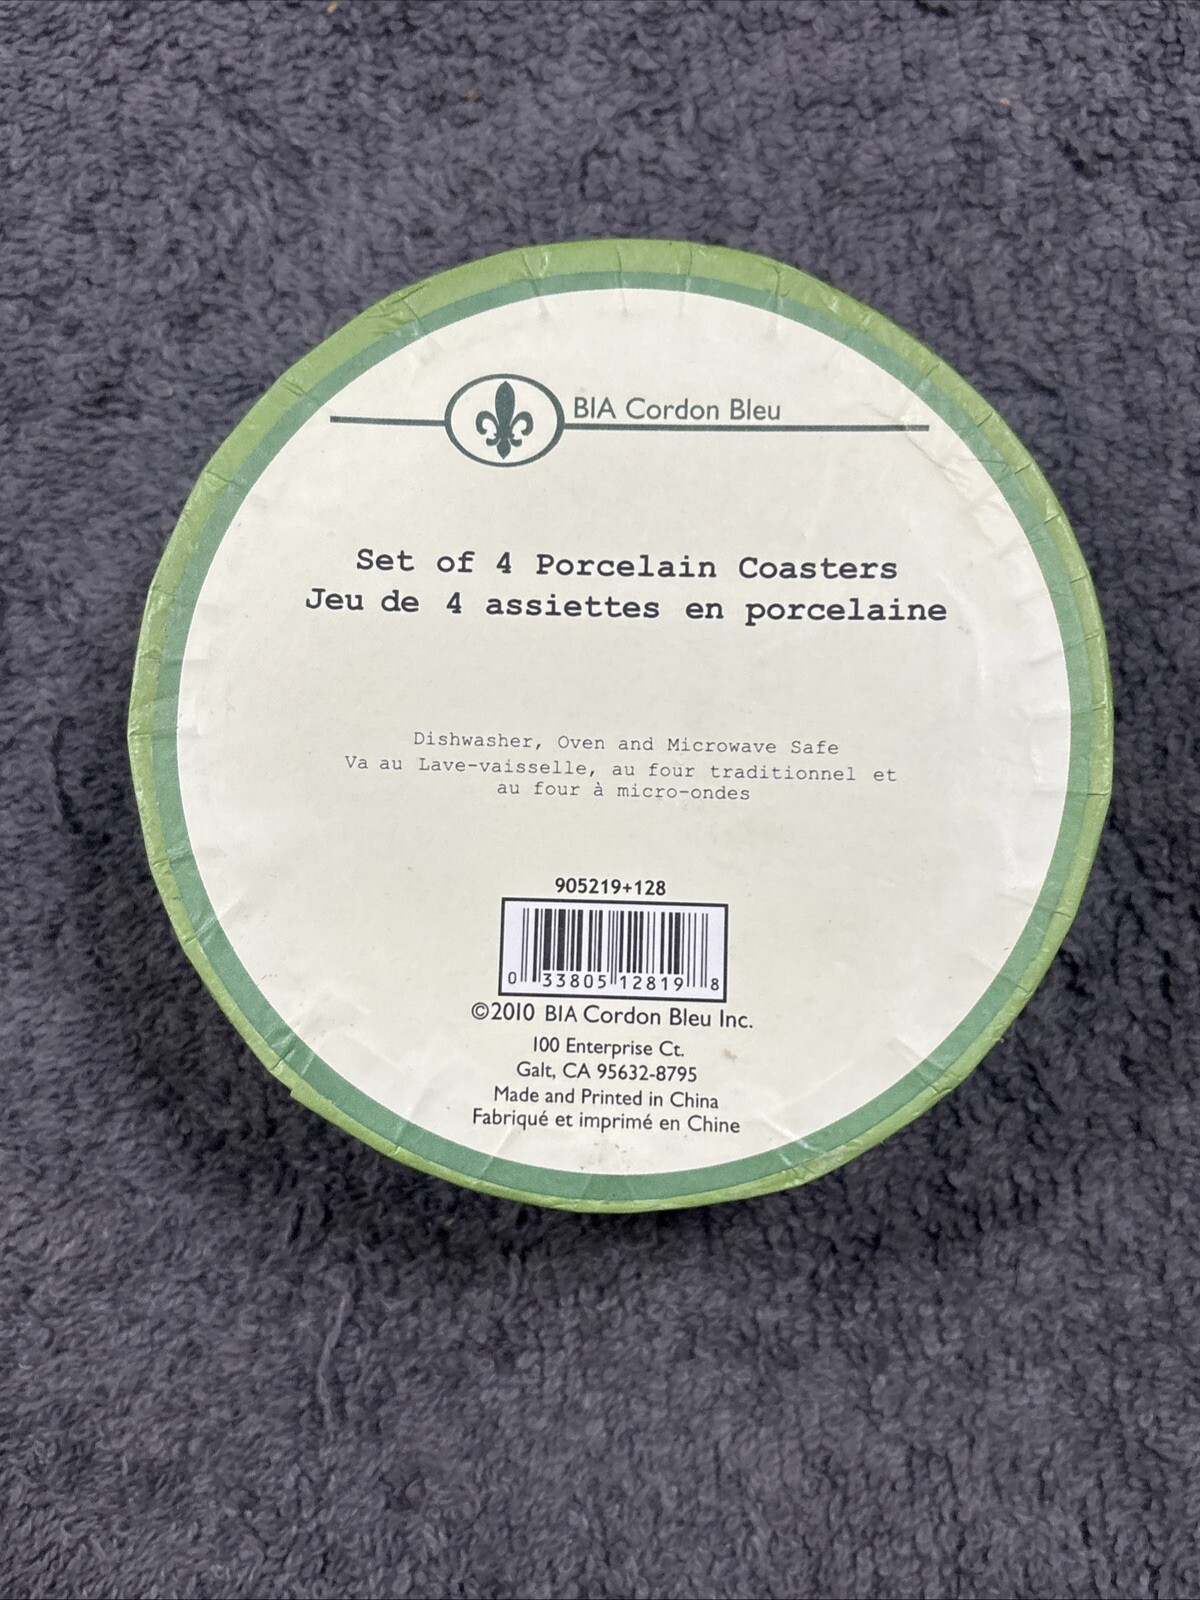 BIA Cordon Bleu
Set of 4 Porcelain Coasters
Jeu de 4 assiettes en porcelaine
Dishwasher, Oven and Microwave Safe
Va au Lave-vaisselle, au four traditionnel et
au four à micro-ondes
905219+128
0 33805 12819 8
©2010 BIA Cordon Bleu Inc.
100 Enterprise Ct.
Galt, CA 95632-8795
Made and Printed in China
Fabriqué et imprimé en Chine